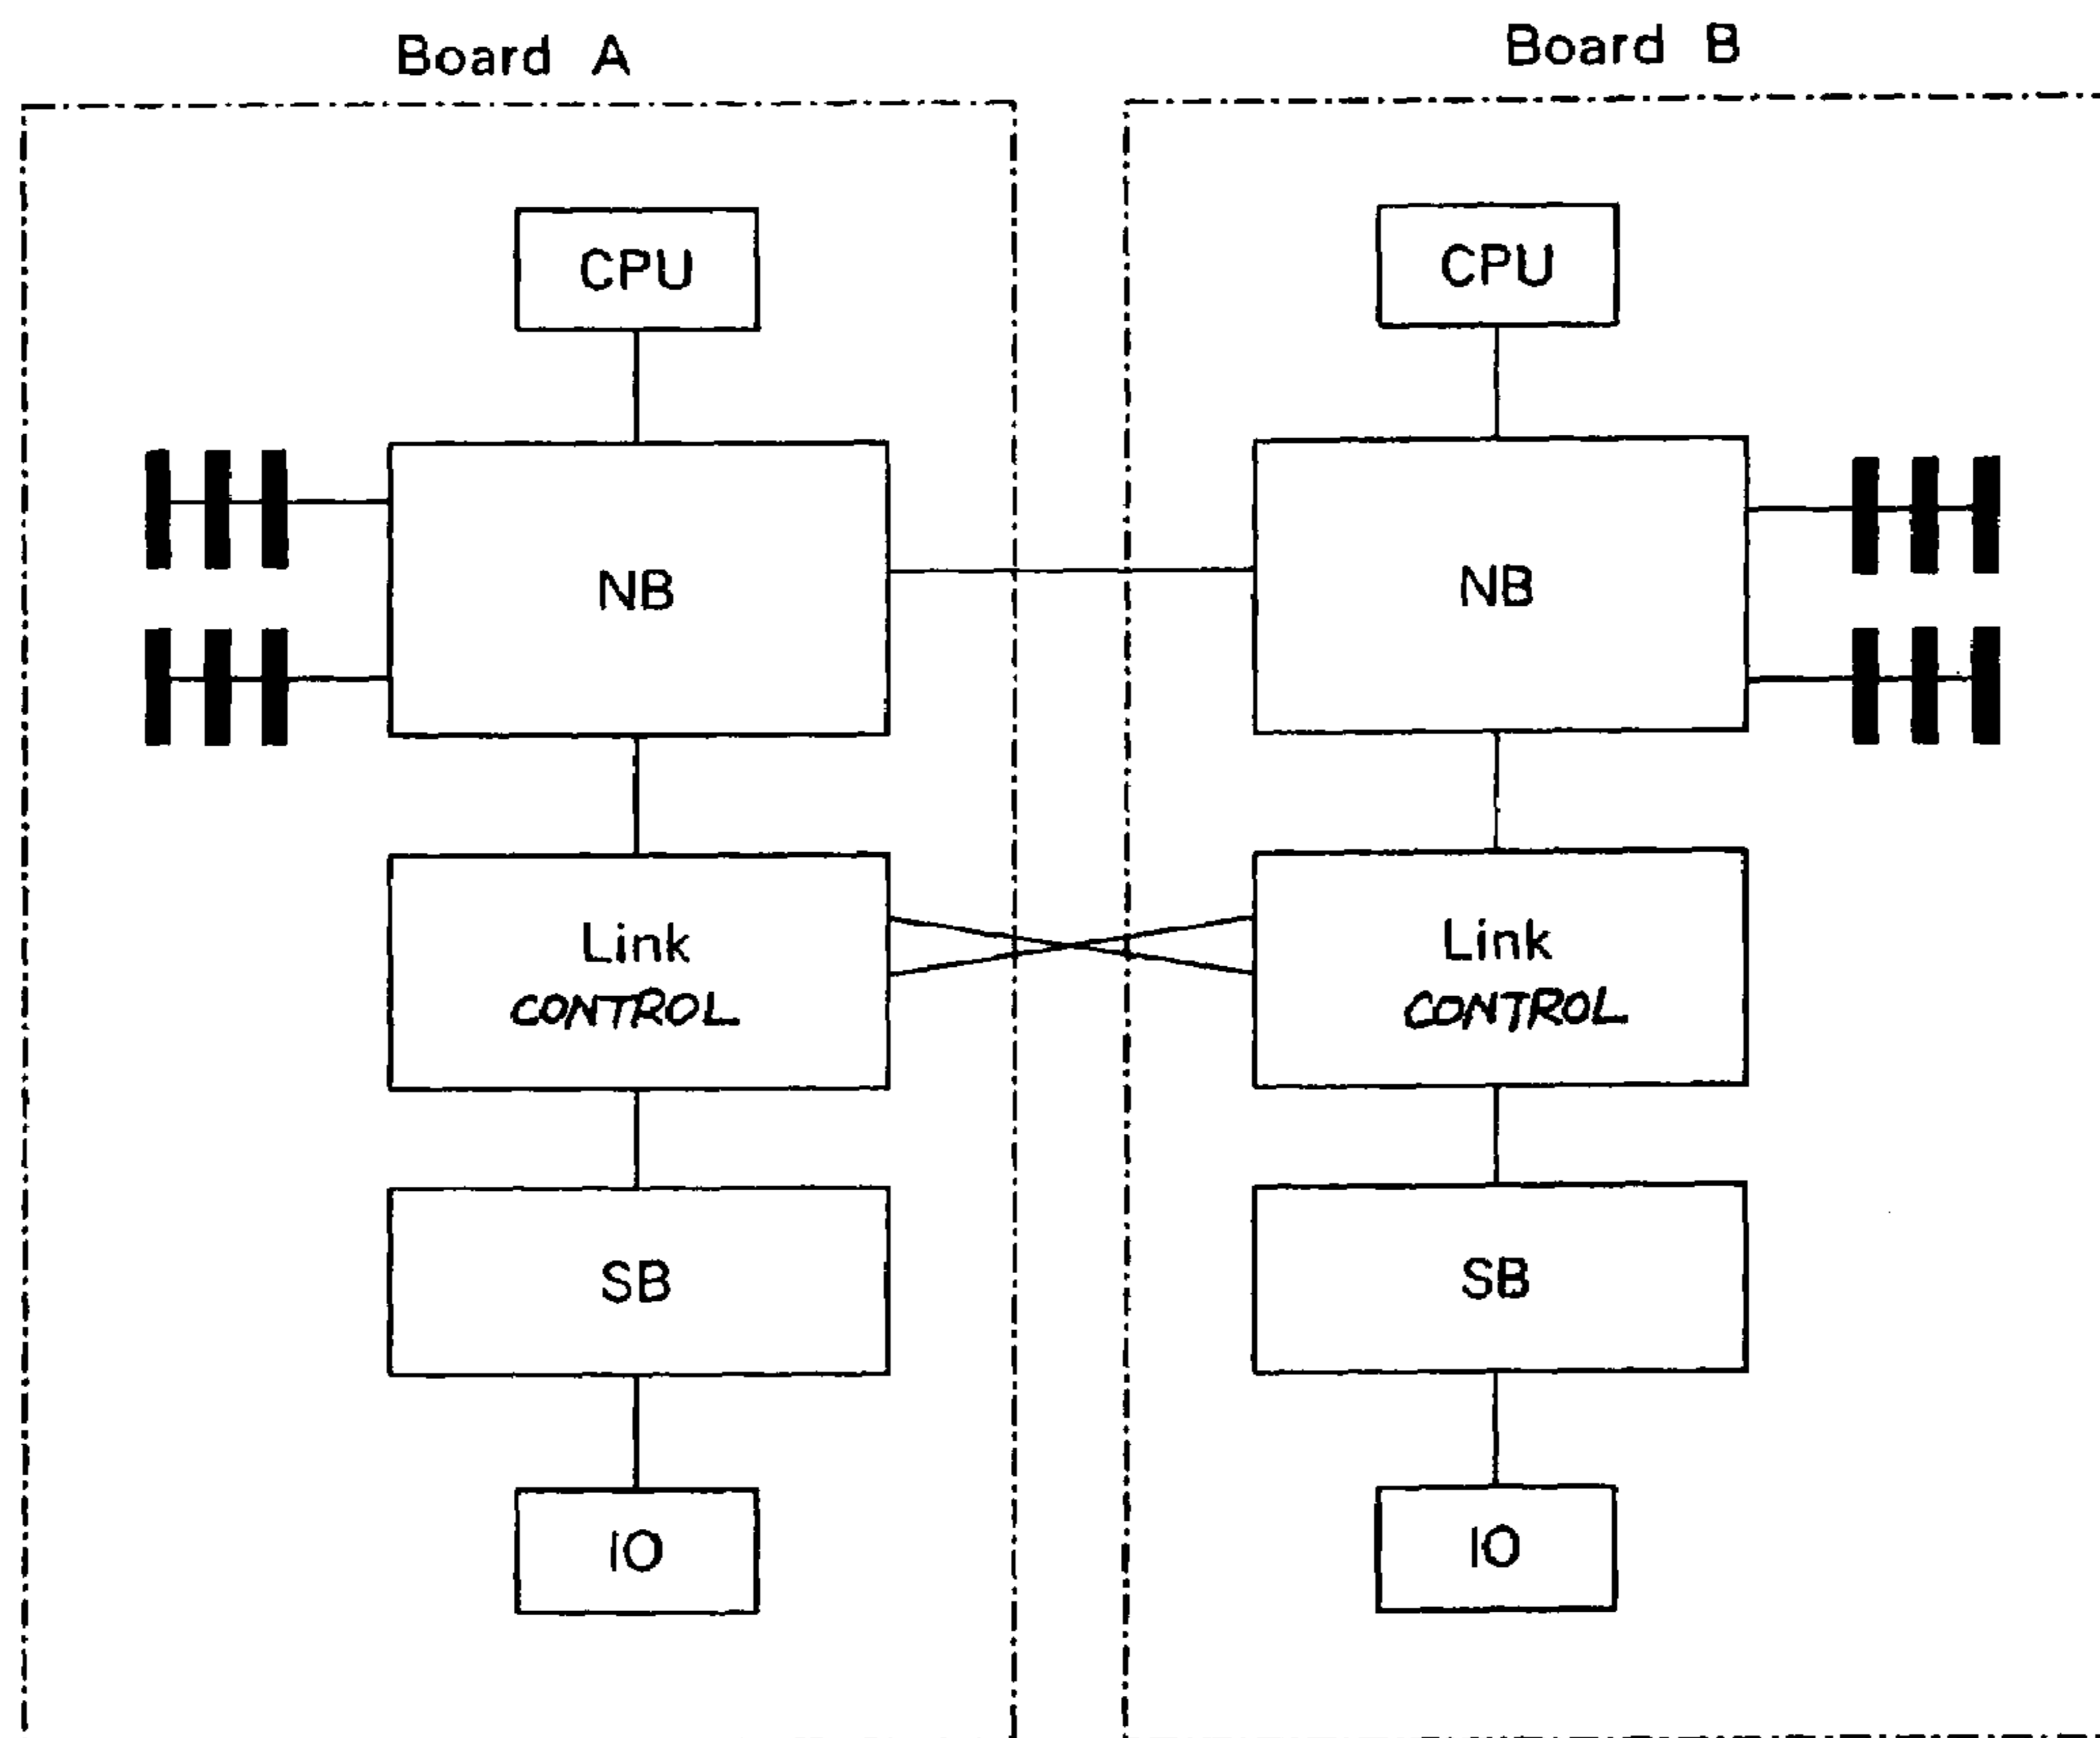 Board A
Board B
CPU
CPU
NB
NB
Link
CONTROL
Link
CONTROL
SB
SB
IO
IO